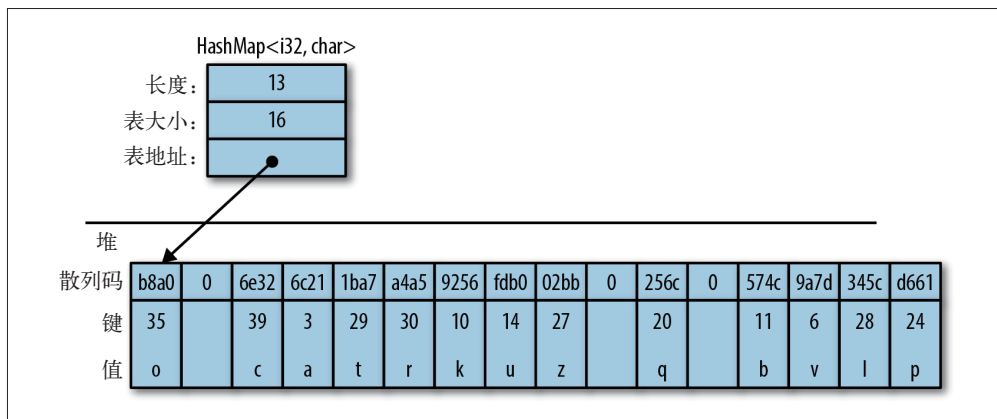 HashMap<i32, char>
长度： 13
表大小： 16
表地址：
堆
散列码 b8a0 0 6e32 6c21 1ba7 a4a5 9256 fdb0 02bb 0 256c 0 574c 9a7d 345c d661
键 35 39 3 29 30 10 14 27 20 11 6 28 24
值 o c a t r k u z q b v l p